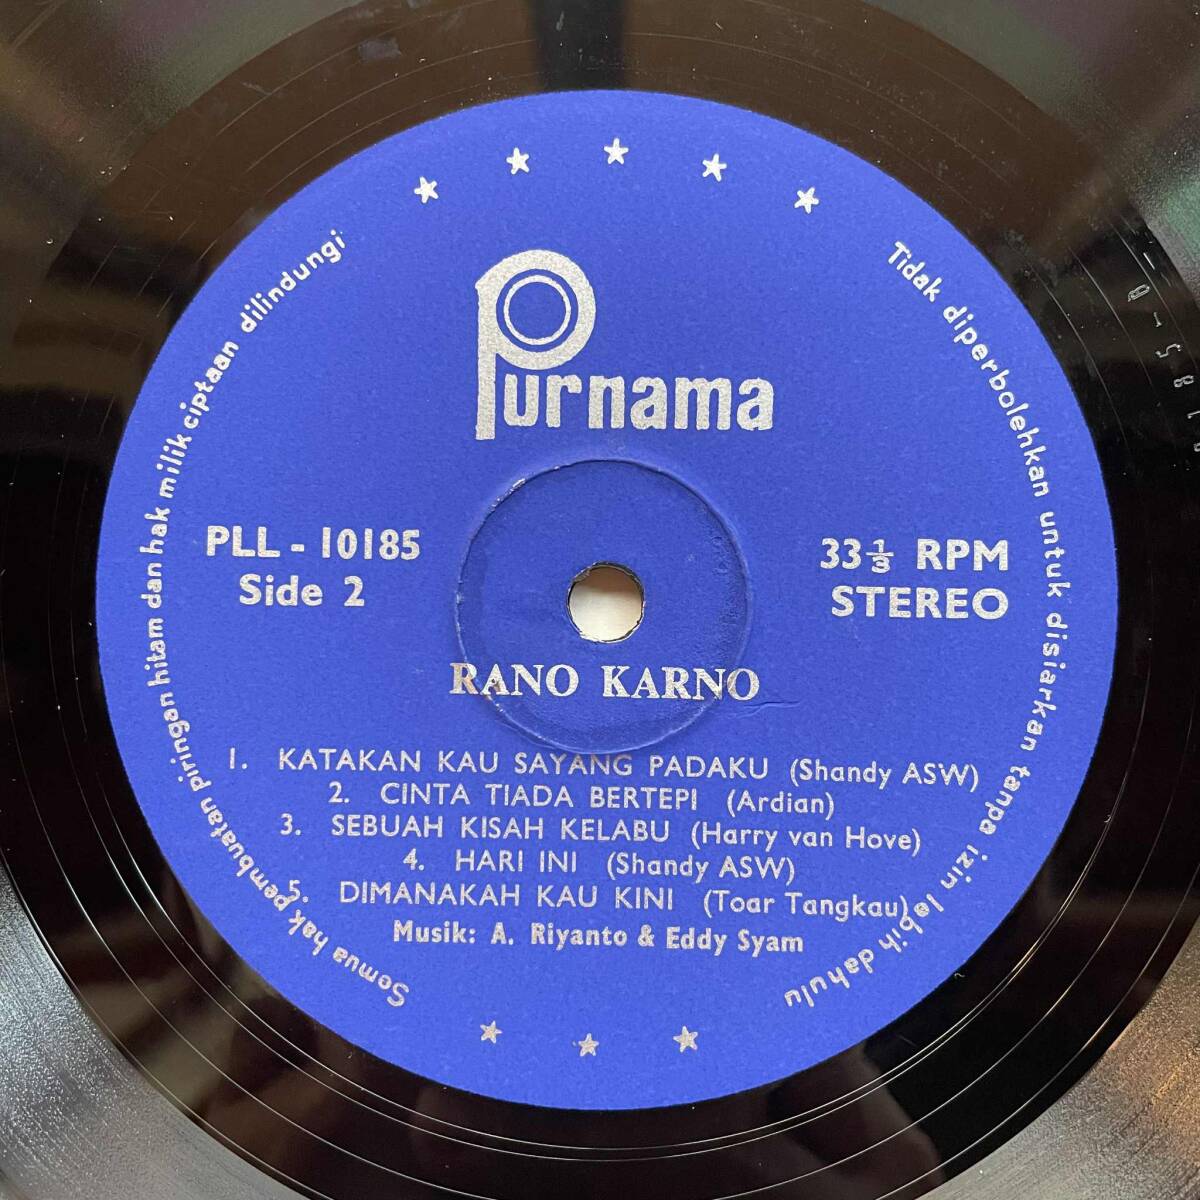 Purnama
PLL - 10185
Side 2
33 1/3 RPM
STEREO
RANO KARNO
1. KATAKAN KAU SAYANG PADAKU (Shandy ASW)
2. CINTA TIADA BERTEPI (Ardian)
3. SEBUAH KISAH KELABU (Harry van Hove)
4. HARI INI (Shandy ASW)
5. DIMANAKAH KAU KINI (Toar Tangkau)
Musik: A. Riyanto & Eddy Syam
Semua hak pembuatan piringan hitam dan hak milik ciptaan dilindungi
Tidak diperbolehkan untuk disiarkan tanpa izin lebih dahulu